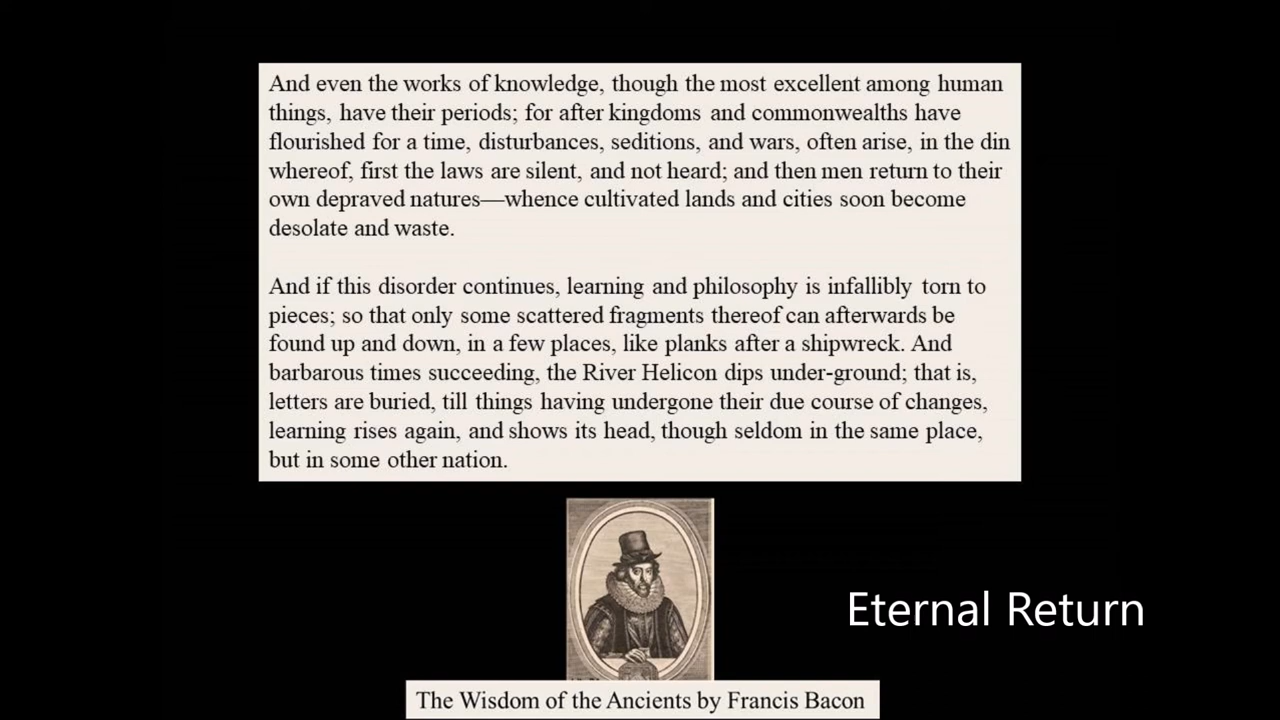 And even the works of knowledge, though the most excellent among human
things, have their periods; for after kingdoms and commonwealths have
flourished for a time, disturbances, seditions, and wars, often arise, in the din
whereof, first the laws are silent, and not heard; and then men return to their
own depraved natures—whence cultivated lands and cities soon become
desolate and waste.
And if this disorder continues, learning and philosophy is infallibly torn to
pieces; so that only some scattered fragments thereof can afterwards be
found up and down, in a few places, like planks after a shipwreck. And
barbarous times succeeding, the River Helicon dips under-ground; that is,
letters are buried, till things having undergone their due course of changes,
learning rises again, and shows its head, though seldom in the same place,
but in some other nation.
Eternal Return
The Wisdom of the Ancients by Francis Bacon